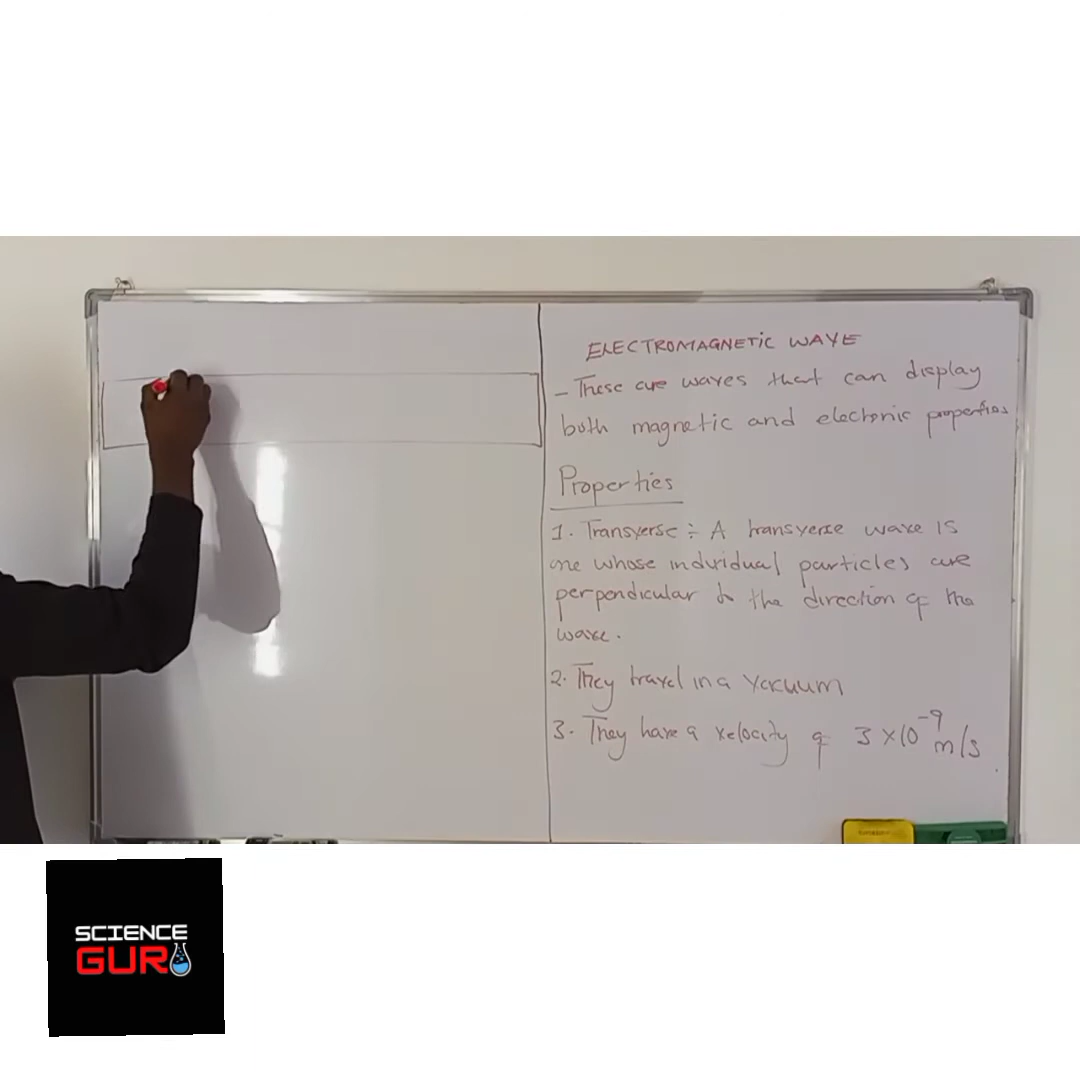 ELECTROMAGNETIC WAVE
- These are waves that can display
both magnetic and electronic properties
Properties
1. Transverse ÷ A transverse wave is
one whose individual particles are
perpendicular to the direction of the
wave.
2. They travel in a vacuum
3. They have a velocity of 3 x 10⁻⁹ m/s
SCIENCE
GURU